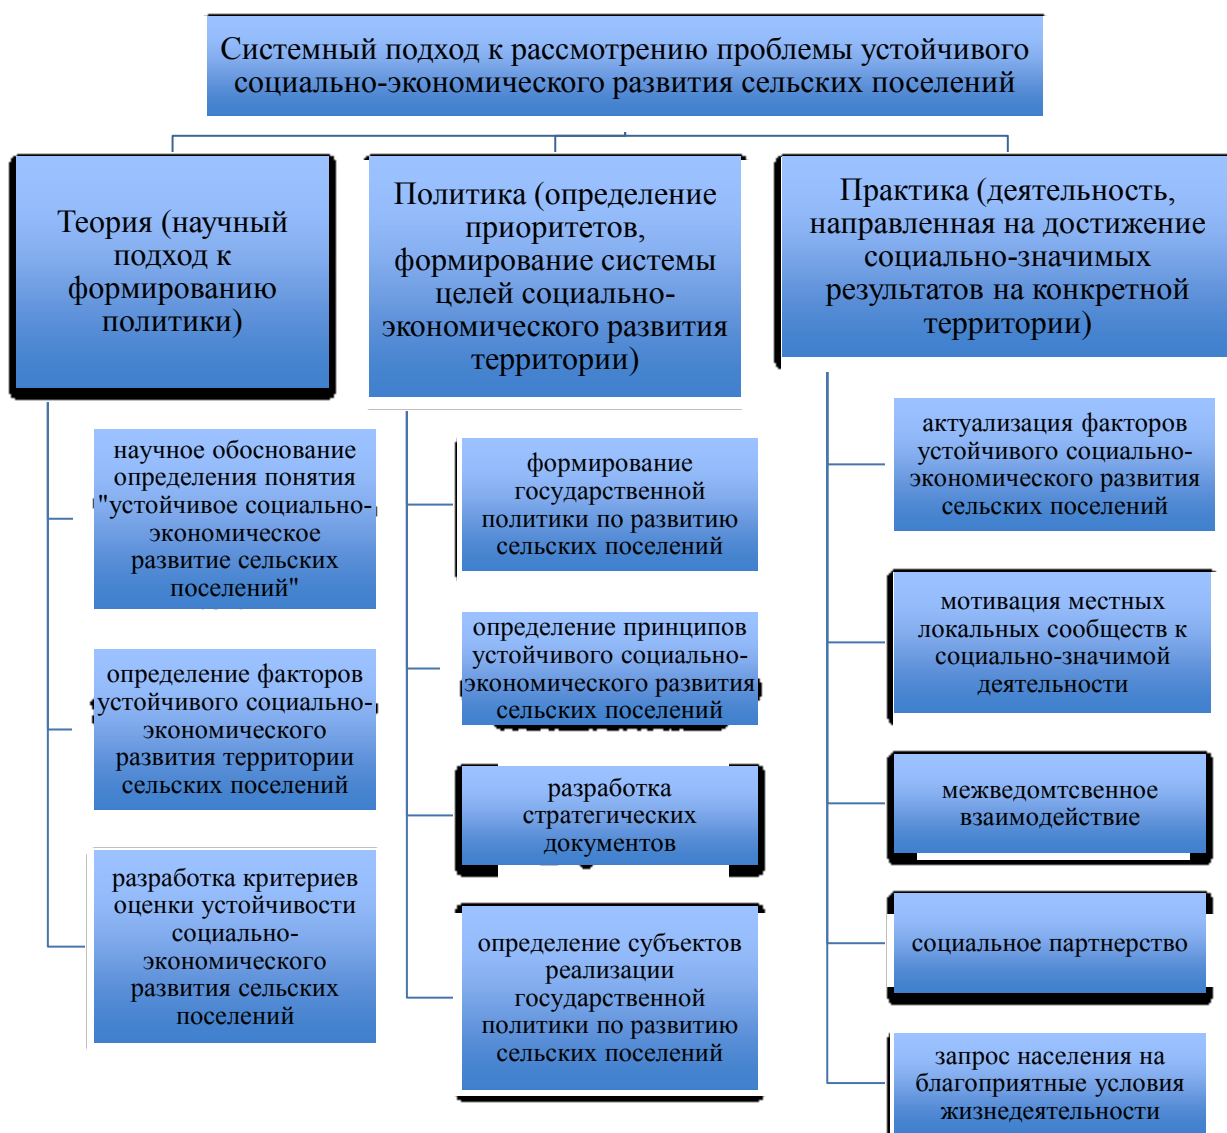 Системный подход к рассмотрению проблемы устойчивого
социально-экономического развития сельских поселений
Теория (научный
подход к
формированию
политики)
научное обоснование
определения понятия
"устойчивое социально-
экономическое
развитие сельских
поселений"
определение факторов
устойчивого социально-
экономического
развития территории
сельских поселений
разработка критериев
оценки устойчивости
социально-
экономического
развития сельских
поселений
Политика (определение
приоритетов,
формирование системы
целей социально-
экономического развития
территории)
формирование
государственной
политики по развитию
сельских поселений
определение принципов
устойчивого социально-
экономического развития
сельских поселений
разработка
стратегических
документов
определение субъектов
реализации
государственной
политики по развитию
сельских поселений
Практика (деятельность,
направленная на достижение
социально-значимых
результатов на конкретной
территории)
актуализация факторов
устойчивого социально-
экономического развития
сельских поселений
мотивация местных
локальных сообществ к
социально-значимой
деятельности
межведомтсвенное
взаимодействие
социальное партнерство
запрос населения на
благоприятные условия
жизнедеятельности